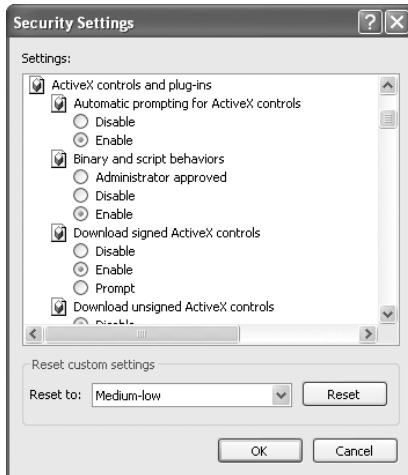 Security Settings
Settings:
ActiveX controls and plug-ins
Automatic prompting for ActiveX controls
Disable
Enable
Binary and script behaviors
Administrator approved
Disable
Enable
Download signed ActiveX controls
Disable
Enable
Prompt
Download unsigned ActiveX controls
Disable
Reset custom settings
Reset to: Medium-low Reset
OK Cancel